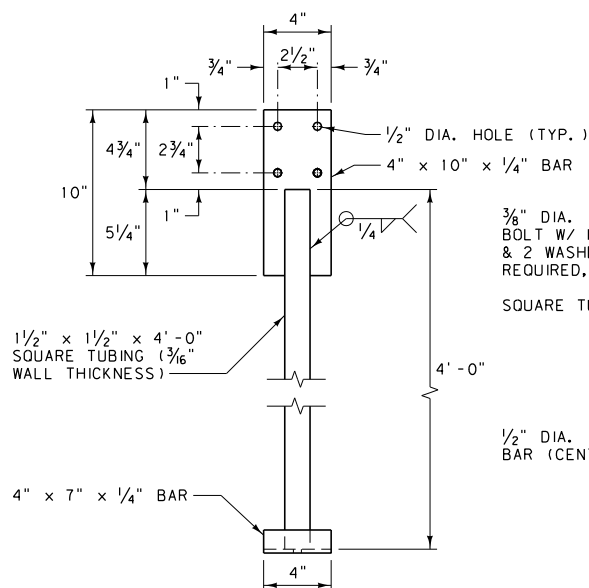 4"
3/4" 2 1/2" 3/4"
1"
1/2" DIA. HOLE (TYP.)
4 3/4" 2 3/4"
4" x 10" x 1/4" BAR
10"
1"
5 1/4"
1/4
3/8" DIA.
BOLT W/
& 2
REQUIRED,
SQUARE
1 1/2" x 1 1/2" x 4'-0"
SQUARE TUBING (3/16"
WALL THICKNESS)
4'-0"
1/2" DIA.
BAR
4" x 7" x 1/4" BAR
4"